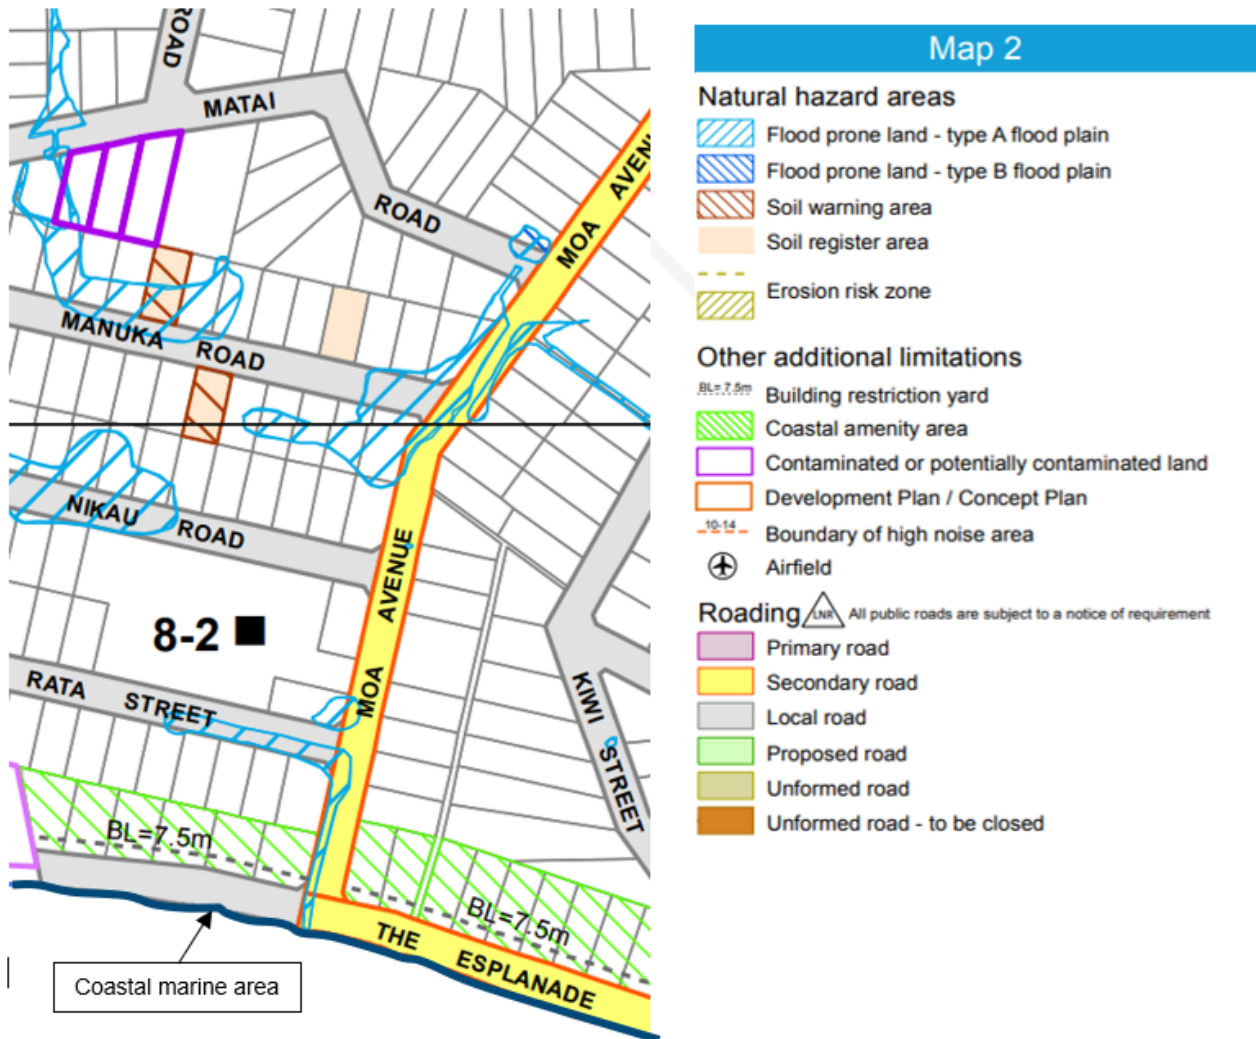 ROAD
MATAI
ROAD
MOA AVEN
MANUKA ROAD
NIKAU ROAD
8-2
MOA AVENUE
RATA STREET
KIWI STREET
BL=7.5m
BL=7.5m
THE ESPLANADE
Coastal marine area
Map 2
Natural hazard areas
Flood prone land - type A flood plain
Flood prone land - type B flood plain
Soil warning area
Soil register area
Erosion risk zone
Other additional limitations
BL= 7.5m
Building restriction yard
Coastal amenity area
Contaminated or potentially contaminated land
Development Plan / Concept Plan
10-14
Boundary of high noise area
Airfield
Roading LNR All public roads are subject to a notice of requirement
Primary road
Secondary road
Local road
Proposed road
Unformed road
Unformed road - to be closed